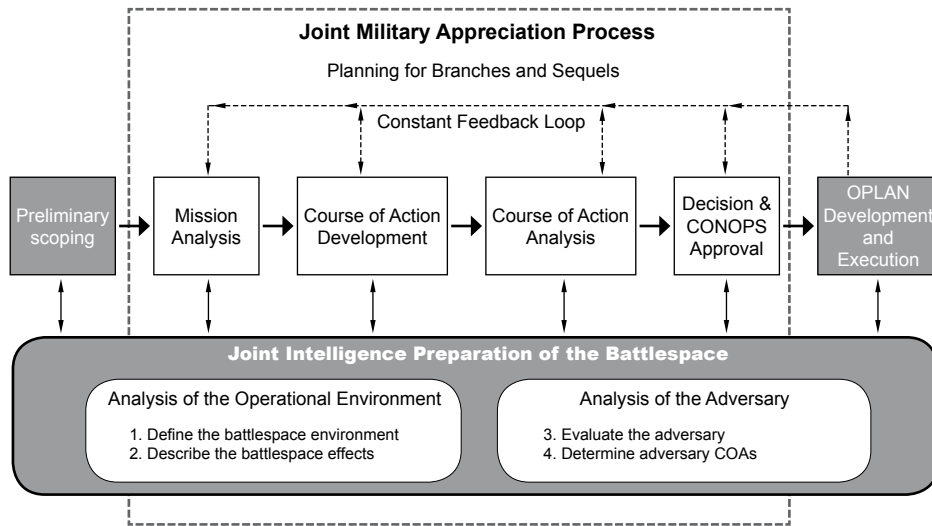 Joint Military Appreciation Process
Planning for Branches and Sequels
Constant Feedback Loop
Preliminary
scoping
Mission
Analysis
Course of Action
Development
Course of Action
Analysis
Decision &
CONOPS
Approval
OPLAN
Development
and
Execution
Joint Intelligence Preparation of the Battlespace
Analysis of the Operational Environment
1. Define the battlespace environment
2. Describe the battlespace effects
Analysis of the Adversary
3. Evaluate the adversary
4. Determine adversary COAs